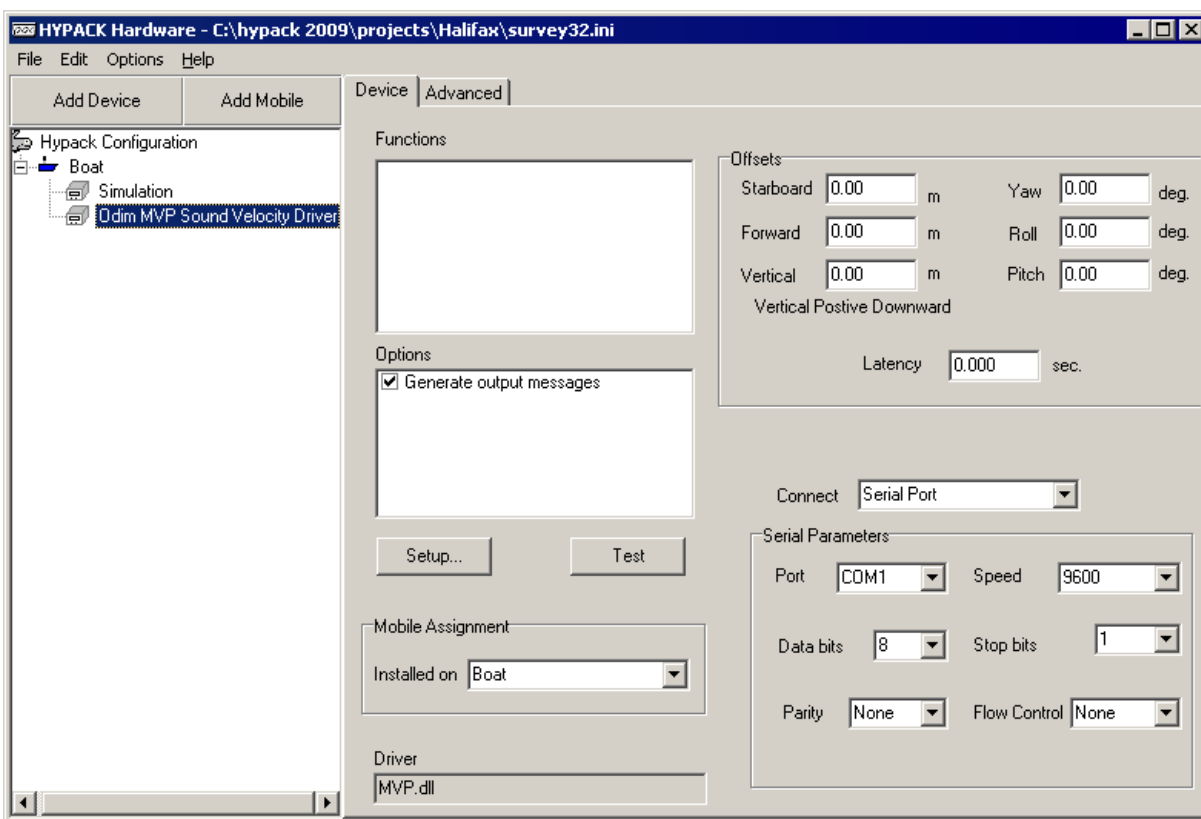 HYPACK Hardware - C:\hypack 2009\projects\Halifax\survey32.ini
File Edit Options Help
Add Device Add Mobile
Hypack Configuration
Boat
Simulation
Odim MVP Sound Velocity Driver
Device Advanced
Functions
Options
Generate output messages
Setup... Test
Mobile Assignment
Installed on Boat
Driver
MVP.dll
Offsets
Starboard 0.00 m Yaw 0.00 deg.
Forward 0.00 m Roll 0.00 deg.
Vertical 0.00 m Pitch 0.00 deg.
Vertical Postive Downward
Latency 0.000 sec.
Connect Serial Port
Serial Parameters
Port COM1 Speed 9600
Data bits 8 Stop bits 1
Parity None Flow Control None